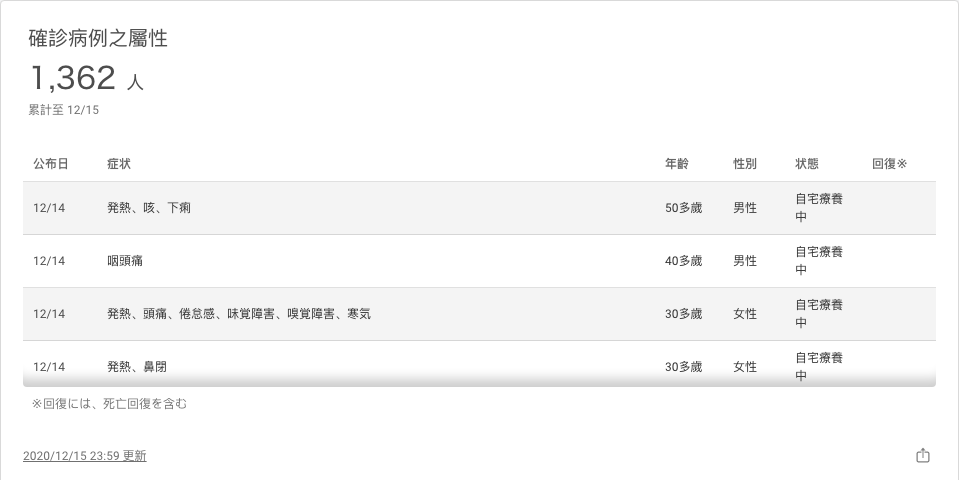 確診病例之屬性
1,362 人
累計至 12/15
公布日 症状 年齢 性別 状態 回復※
12/14 発熱、咳、下痢 50多歲 男性 自宅療養中
12/14 咽頭痛 40多歲 男性 自宅療養中
12/14 発熱、頭痛、倦怠感、味覚障害、嗅覚障害、寒気 30多歲 女性 自宅療養中
12/14 発熱、鼻閉 30多歲 女性 自宅療養中
※回復には、死亡回復を含む
2020/12/15 23:59 更新